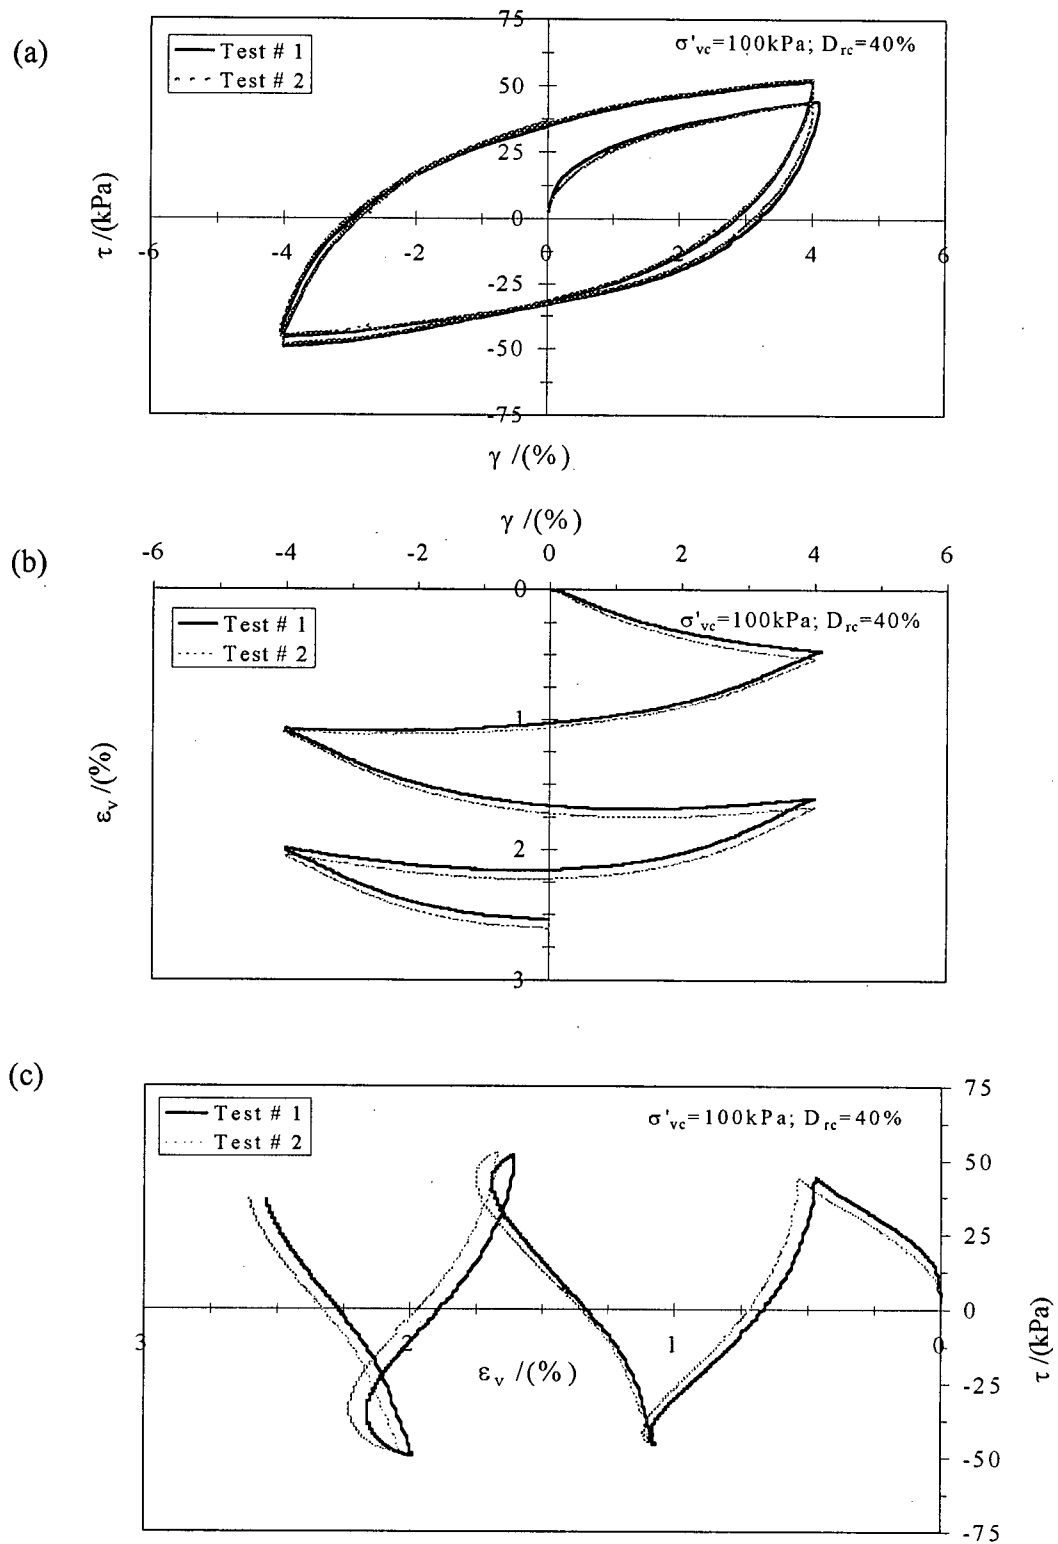 (a)
Test # 1
Test # 2
σ'vc=100kPa; Drc=40%
75
50
25
0
-25
-50
-75
-6
-4
-2
0
2
4
6
τ /(kPa)
γ /(%)
(b)
γ /(%)
-6
-4
-2
0
2
4
6
0
1
2
3
Test # 1
Test # 2
σ'vc=100kPa; Drc=40%
εv /(%)
(c)
Test # 1
Test # 2
σ'vc=100kPa; Drc=40%
75
50
25
0
-25
-50
-75
3
2
1
0
εv /(%)
τ /(kPa)